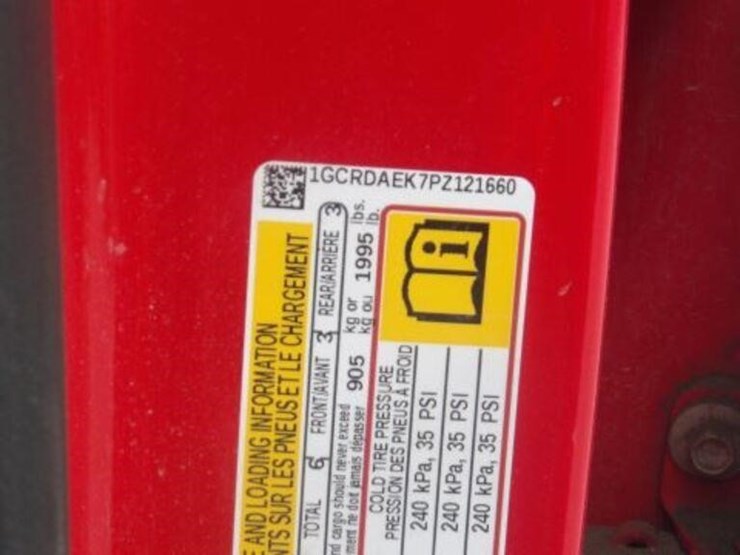 1GCRDAEK7PZ121660
E AND LOADING INFORMATION
NTS SUR LES PNEUS ET LE CHARGEMENT
TOTAL 6 FRONT/AVANT 3 REAR/ARRIÈRE 3
nd cargo should never exceed 905 kg or 1995 lbs.
ment ne doit jamais dépasser kg ou lb.
COLD TIRE PRESSURE
PRESSION DES PNEUS À FROID
240 kPa, 35 PSI
240 kPa, 35 PSI
240 kPa, 35 PSI